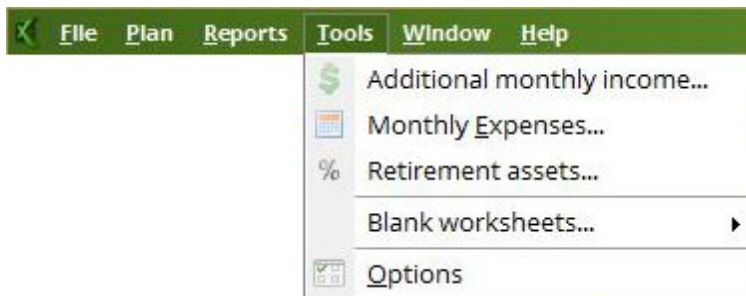 File Plan Reports Tools Window Help
Additional monthly income...
Monthly Expenses...
% Retirement assets...
Blank worksheets...
Options